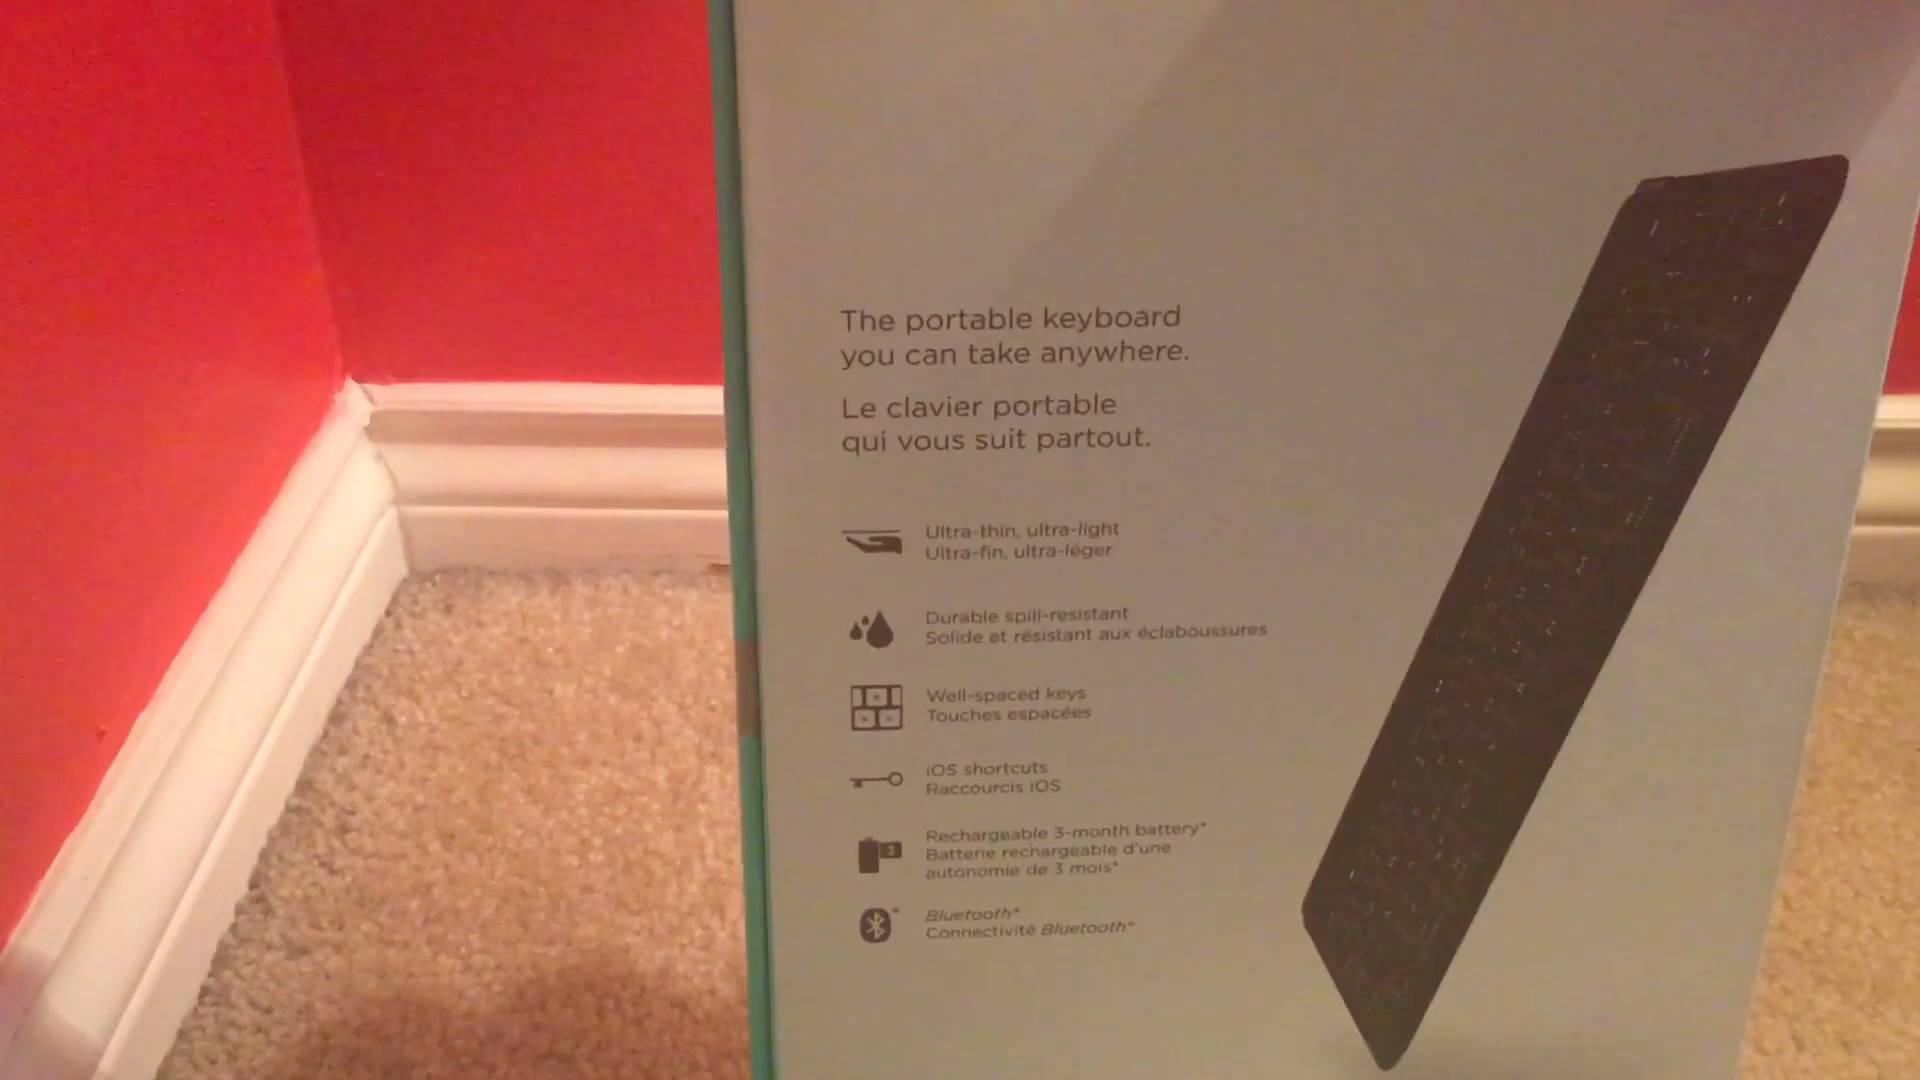 The portable keyboard
you can take anywhere.
Le clavier portable
qui vous suit partout.
Ultra-thin, ultra-light
Ultra-fin, ultra-léger
Durable spill-resistant
Solide et résistant aux éclaboussures
Well-spaced keys
Touches espacées
iOS shortcuts
Raccourcis iOS
3
Rechargeable 3-month battery*
Batterie rechargeable d'une
autonomie de 3 mois*
Bluetooth®
Connectivité Bluetooth®